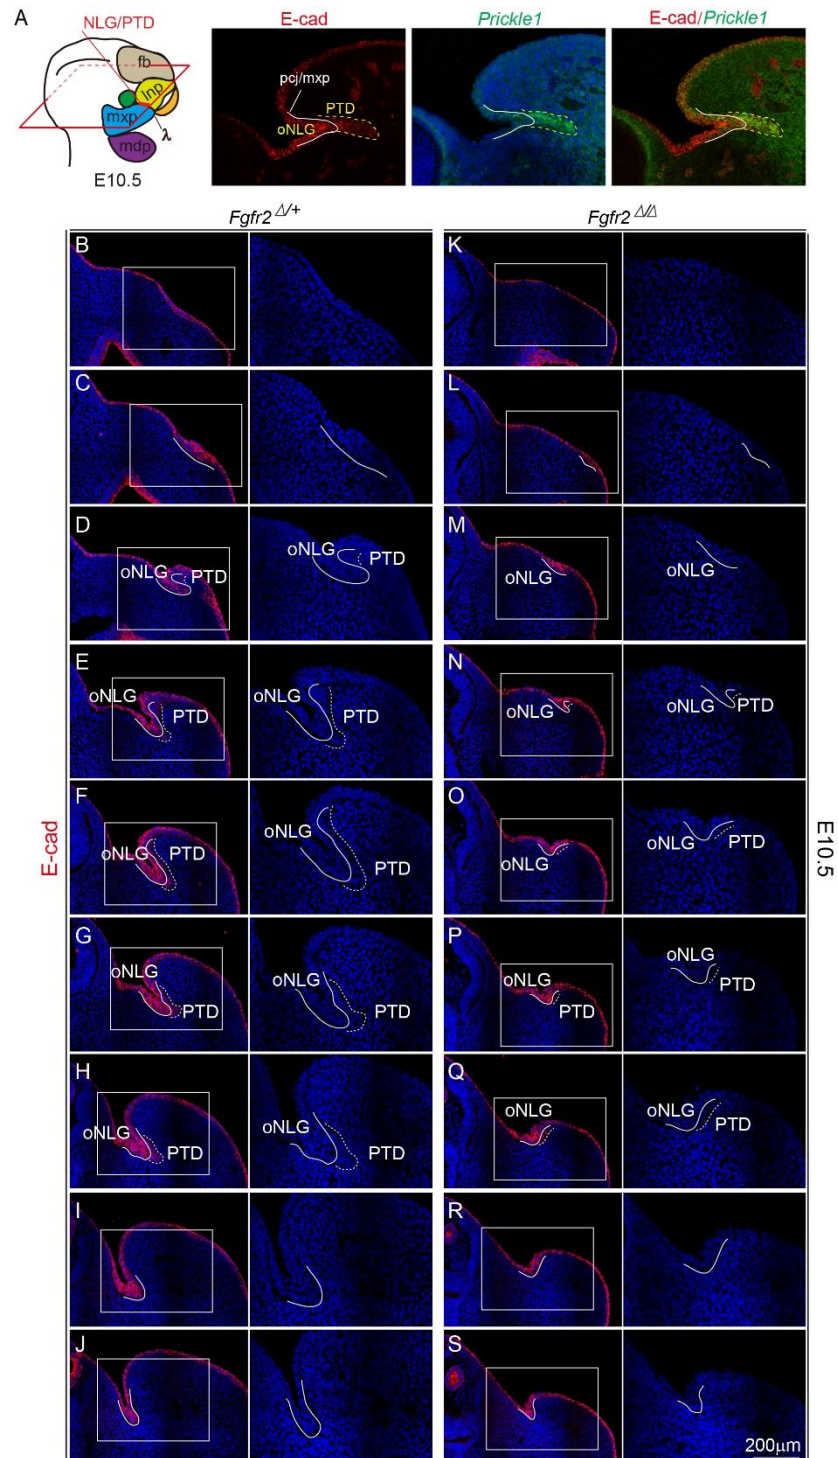 A
NLG/PTD
fb
lnp
mxp
λ
mdp
E10.5
E-cad
Prickle1
E-cad/Prickle1
pcj/mxp
PTD
oNLG
Fgfr2 Δ/+
Fgfr2 Δ/Δ
B
K
C
L
D
oNLG
PTD
oNLG
PTD
M
oNLG
oNLG
E
oNLG
PTD
oNLG
PTD
N
oNLG
oNLG
PTD
F
oNLG
PTD
oNLG
PTD
O
oNLG
oNLG
PTD
G
oNLG
PTD
oNLG
PTD
P
oNLG
PTD
oNLG
PTD
H
oNLG
PTD
oNLG
PTD
Q
oNLG
PTD
oNLG
PTD
I
R
J
S
200μm
E-cad
E10.5